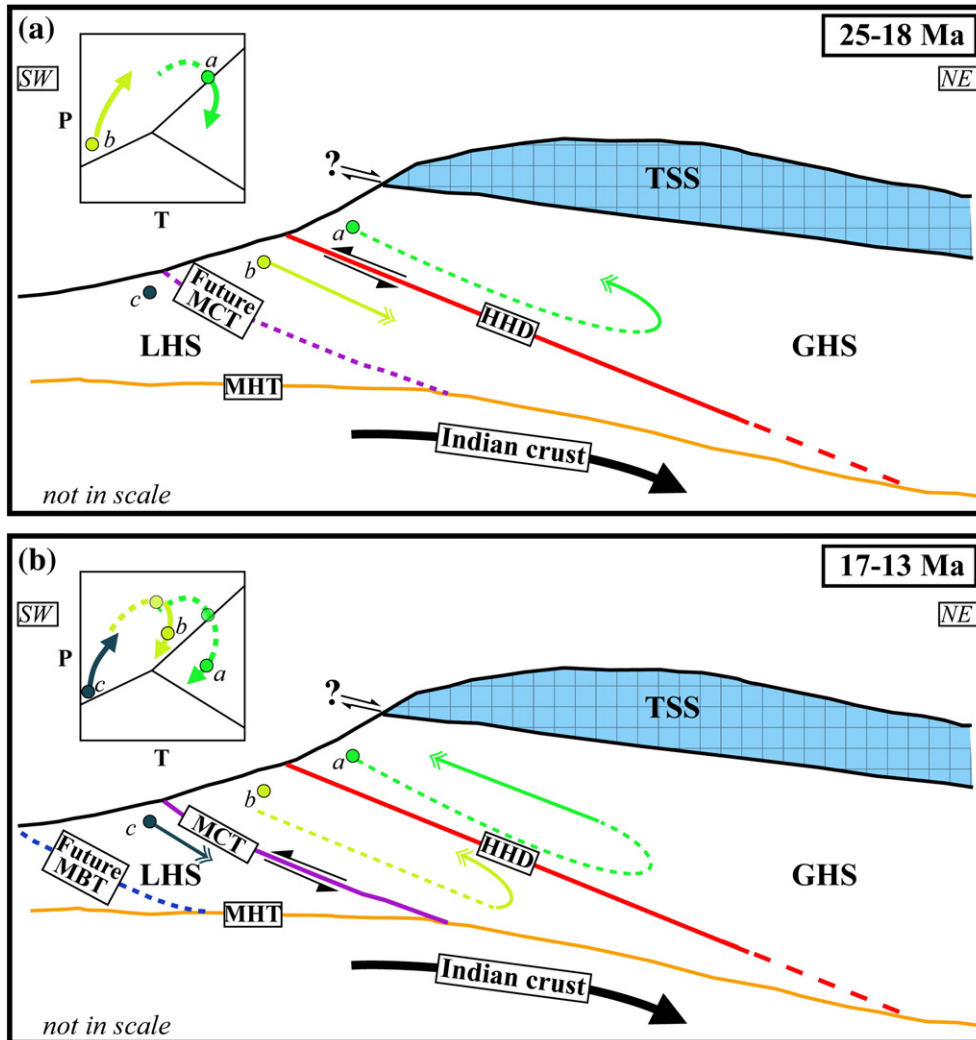 (a)
25-18 Ma
SW
NE
P
a
b
T
?
TSS
a
b
c
Future
MCT
HHD
LHS
GHS
MHT
Indian crust
not in scale
(b)
17-13 Ma
SW
NE
P
b
a
c
T
?
TSS
a
b
c
MCT
HHD
Future
MBT
LHS
GHS
MHT
Indian crust
not in scale